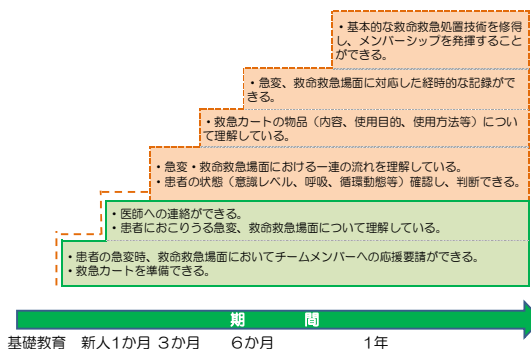 ・基本的な救命救急処置技術を修得
し、メンバーシップを発揮すること
ができる。
・急変、救命救急場面に対応した経時的な記録がで
きる。
・救急カートの物品（内容、使用目的、使用方法等）につい
て理解している。
・急変・救命救急場面における一連の流れを理解している。
・患者の状態（意識レベル、呼吸、循環動態等）確認し、判断できる。
・医師への連絡ができる。
・患者におこりうる急変、救命救急場面について理解している。
・患者の急変時、救命救急場面においてチームメンバーへの応援要請ができる。
・救急カートを準備できる。
期　間
基礎教育 新人1か月 3か月 6か月 1年